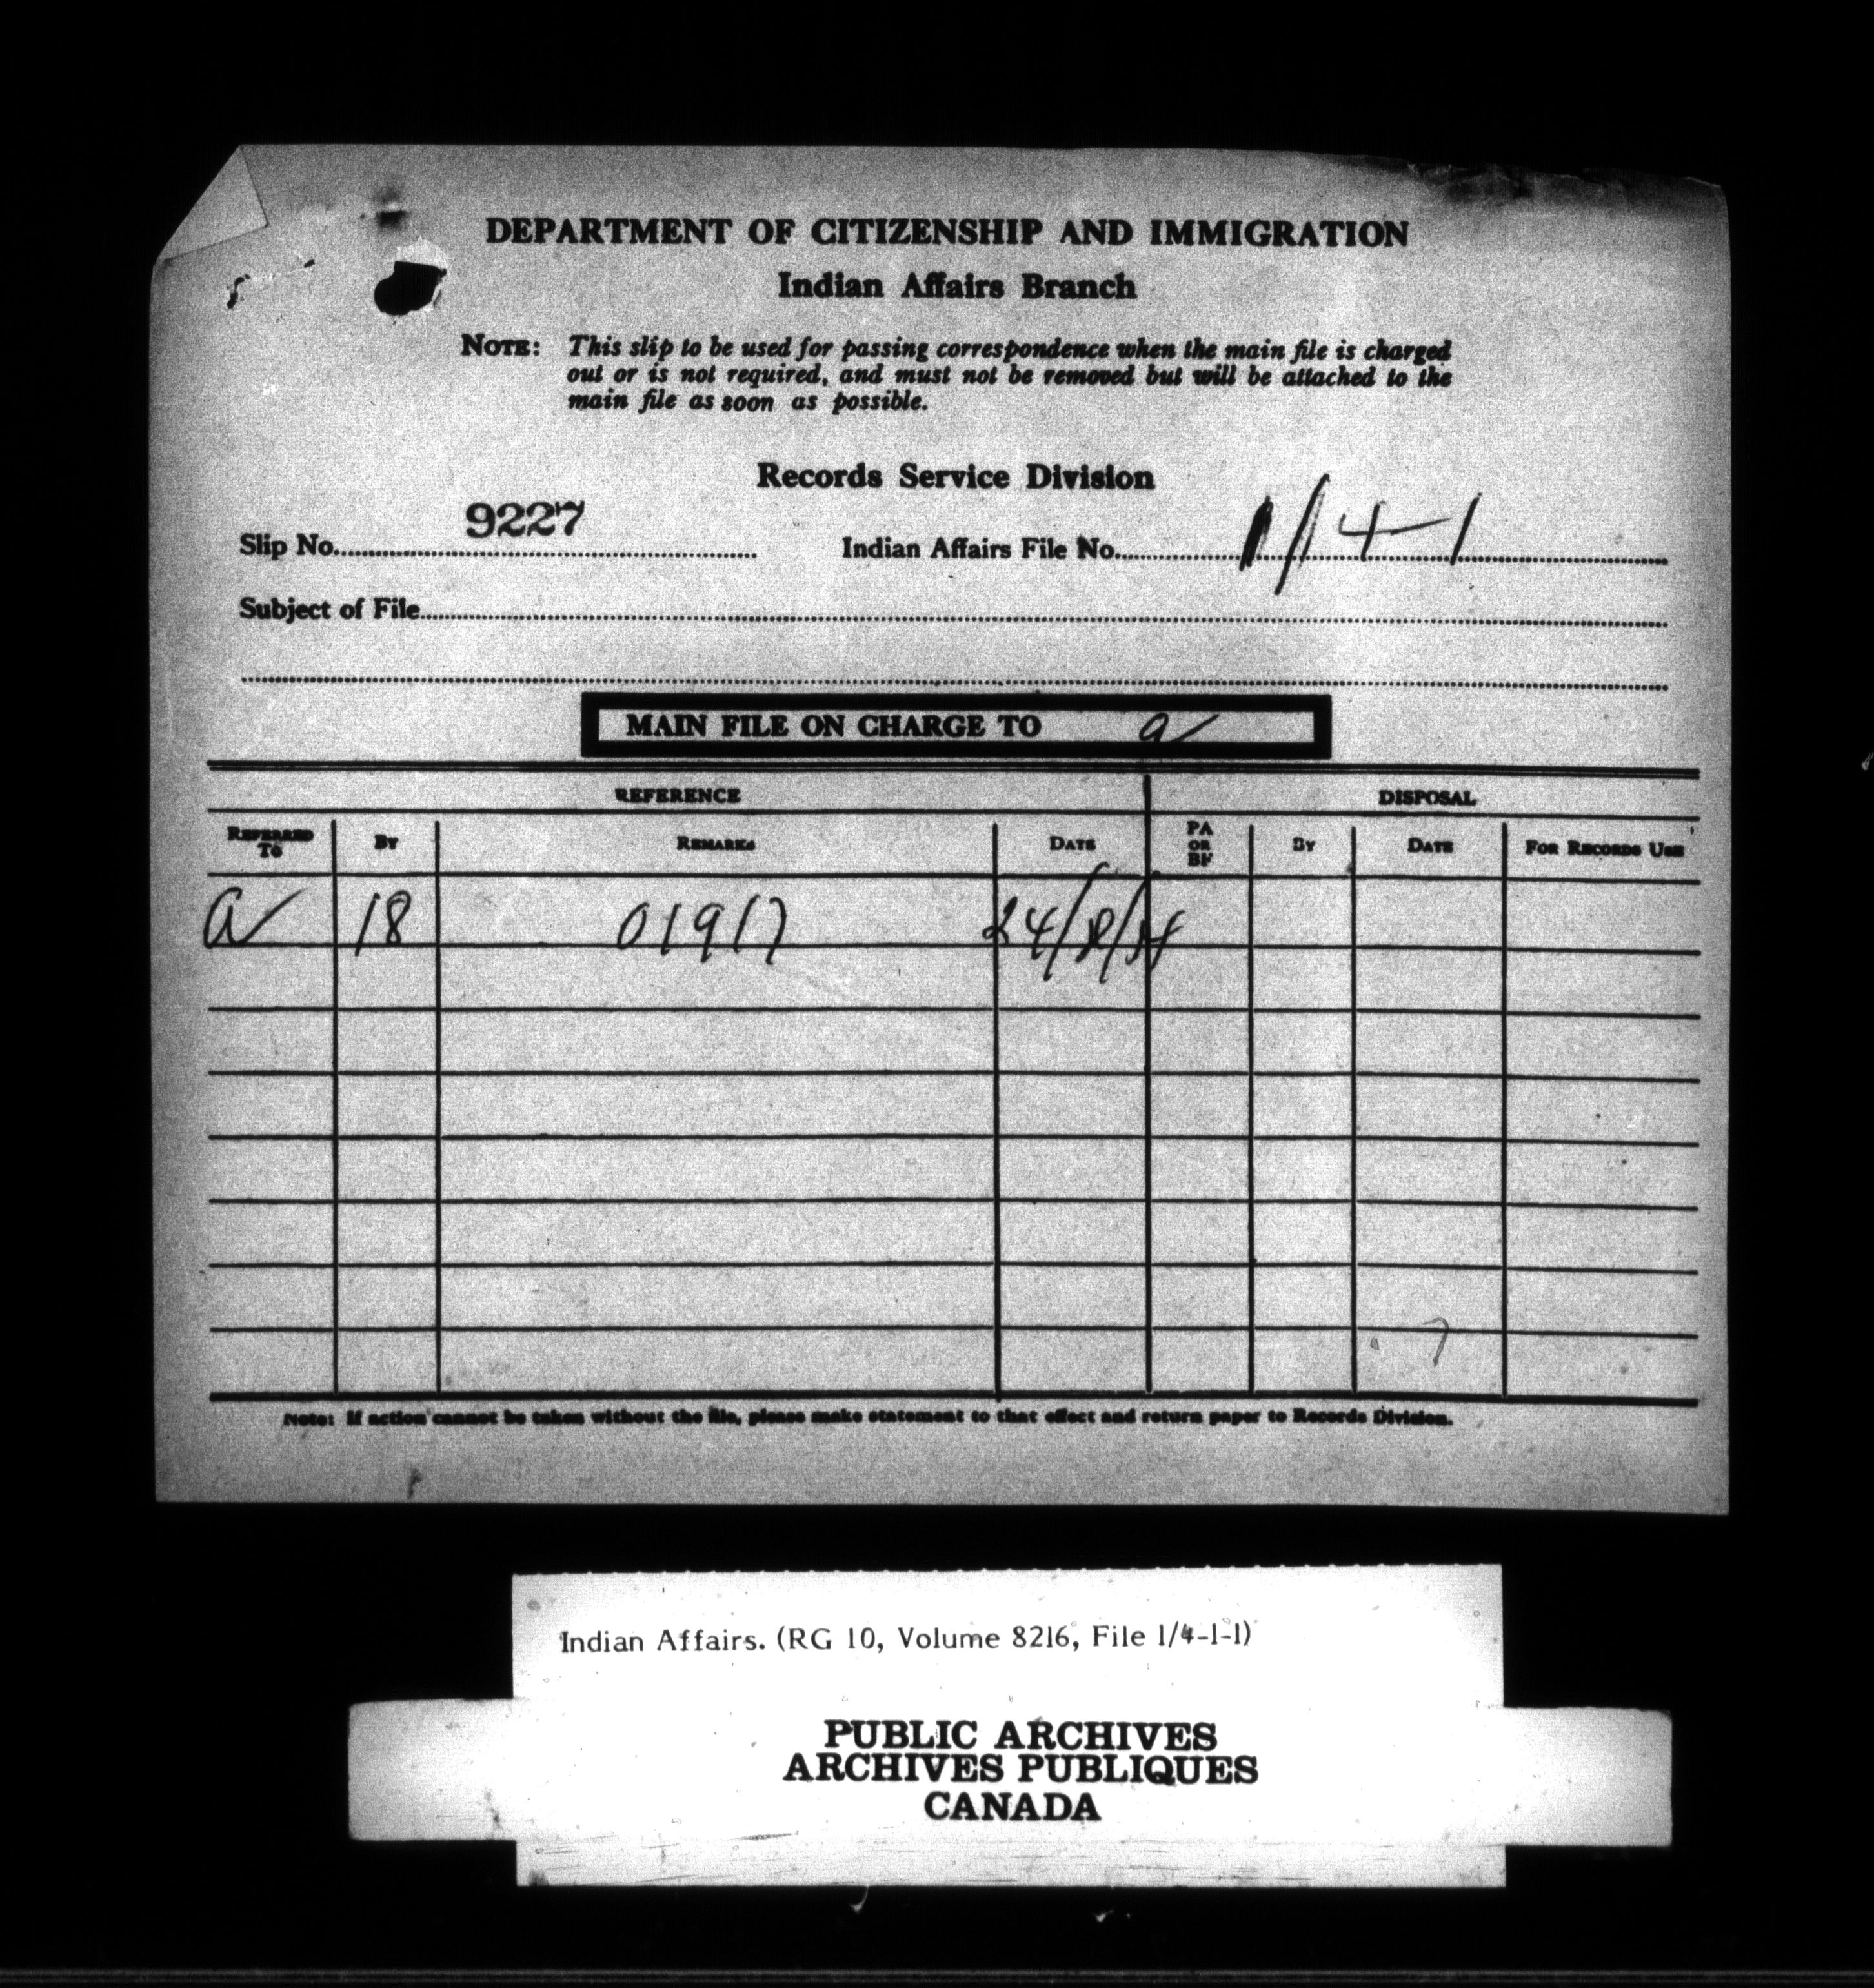 DEPARTMENT OF CITIZENSHIP AND IMMIGRATION
Indian Affairs Branch
NOTE: This slip to be used for passing correspondence when the main file is charged
out or is not required, and must not be removed but will be attached to the
main file as soon as possible.
Records Service Division
Slip No. 9227 Indian Affairs File No. 1/4-1
Subject of File
MAIN FILE ON CHARGE TO a
REFERENCE DISPOSAL
REFERRED TO BY REMARKS DATE PA OR BF BY DATE FOR RECORDS USE
a 18 01917 24/
Note: If action cannot be taken without the file, please make statement to that effect and return paper to Records Division.
Indian Affairs. (RG 10, Volume 8216, File 1/4-1-1)
PUBLIC ARCHIVES
ARCHIVES PUBLIQUES
CANADA